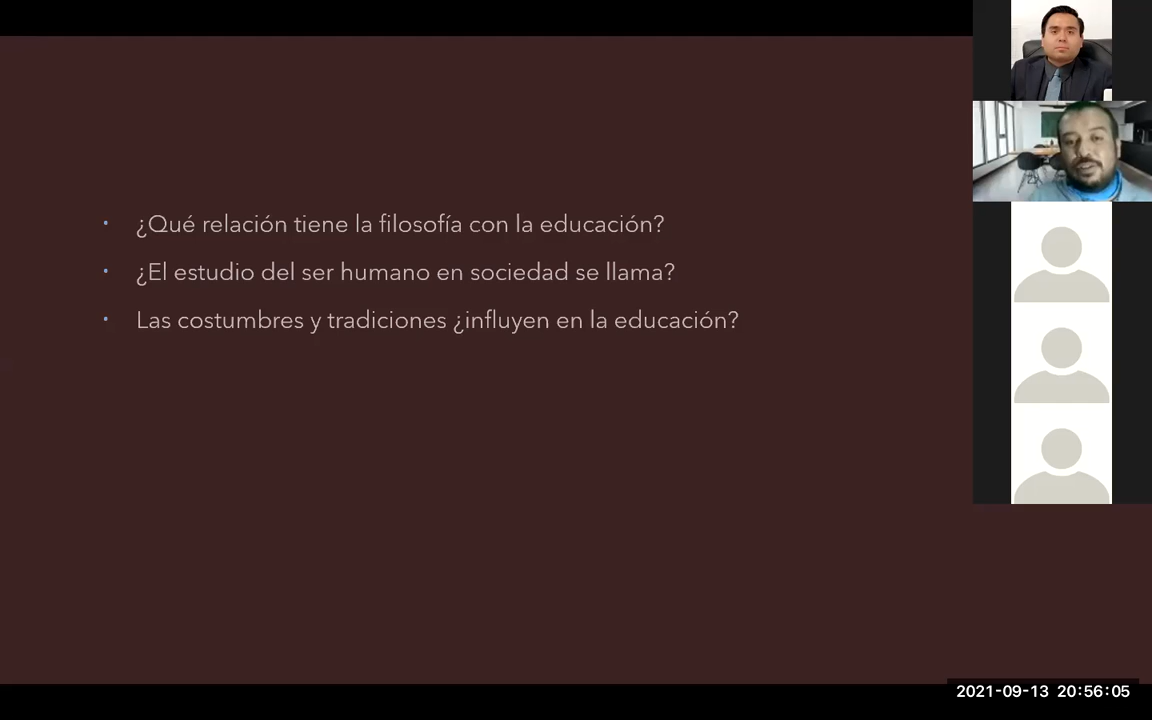 ¿Qué relación tiene la filosofía con la educación?
¿El estudio del ser humano en sociedad se llama?
Las costumbres y tradiciones ¿influyen en la educación?
2021-09-13 20:56:05